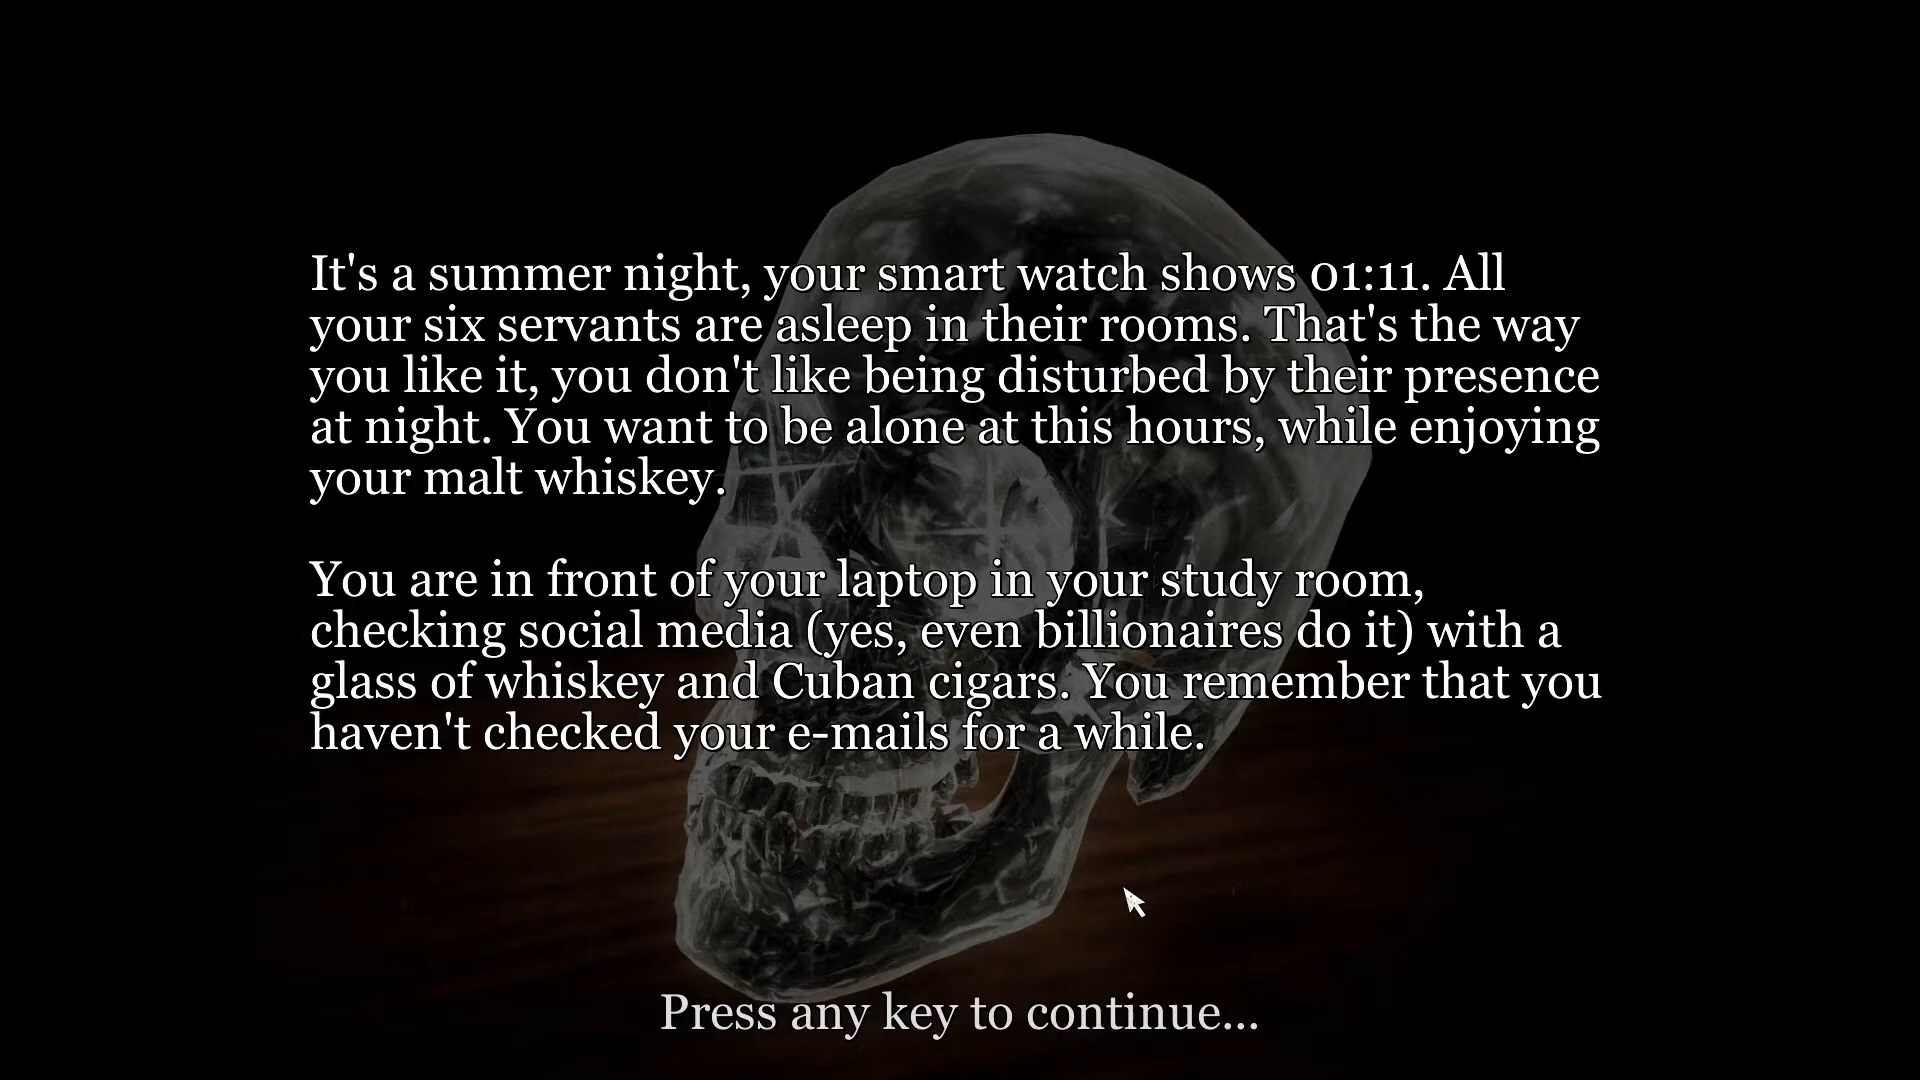 It's a summer night, your smart watch shows 01:11. All
your six servants are asleep in their rooms. That's the way
you like it, you don't like being disturbed by their presence
at night. You want to be alone at this hours, while enjoying
your malt whiskey.
You are in front of your laptop in your study room,
checking social media (yes, even billionaires do it) with a
glass of whiskey and Cuban cigars. You remember that you
haven't checked your e-mails for a while.
Press any key to continue...